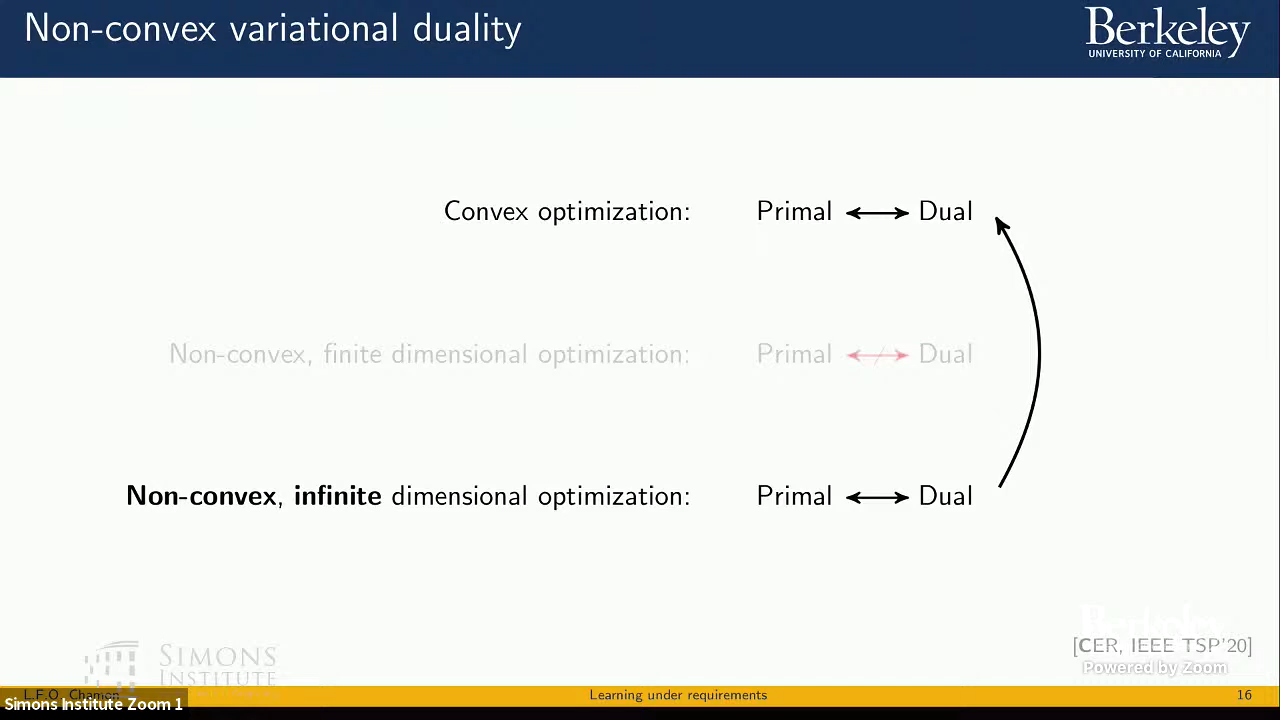 Non-convex variational duality
Berkeley
UNIVERSITY OF CALIFORNIA
Convex optimization: Primal ⟷ Dual
Non-convex, finite dimensional optimization: Primal ⟷ Dual
Non-convex, infinite dimensional optimization: Primal ⟷ Dual
SIMONS
INSTITUTE
Berkeley
[CER, IEEE TSP'20]
Powered by Zoom
L.F.O. Chamon Learning under requirements 16
Simons Institute Zoom 1